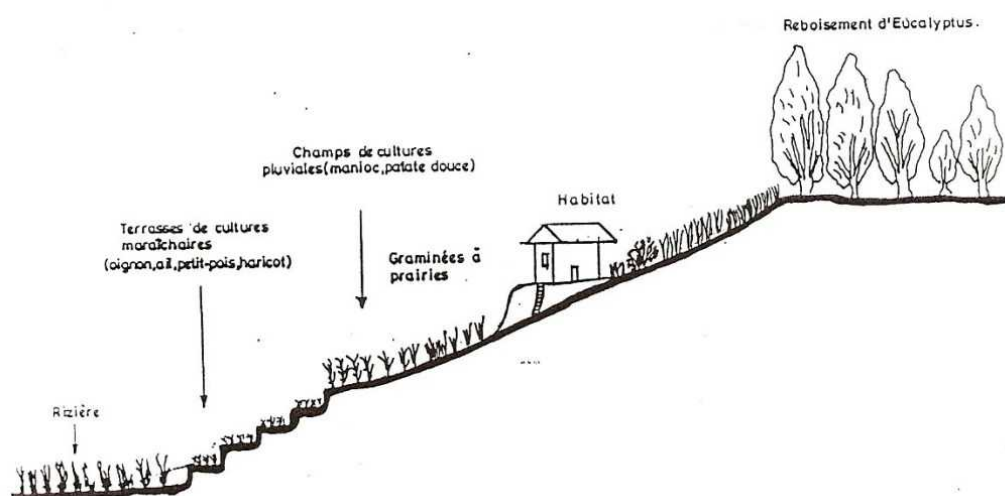 Reboisement d'Eucalyptus.
Champs de cultures
pluviales(manioc,patate douce)
Habitat
Terrasses de cultures
maraîchaires
(oignon,ail,petit-pois,haricot)
Graminées à
prairies
Rizière